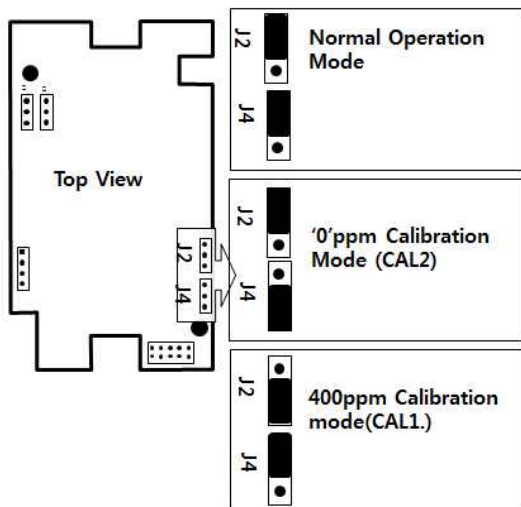 Top View
J2
J4
J2
J4
Normal Operation
Mode
J2
J4
'0'ppm Calibration
Mode (CAL2)
J2
J4
400ppm Calibration
mode(CAL1.)